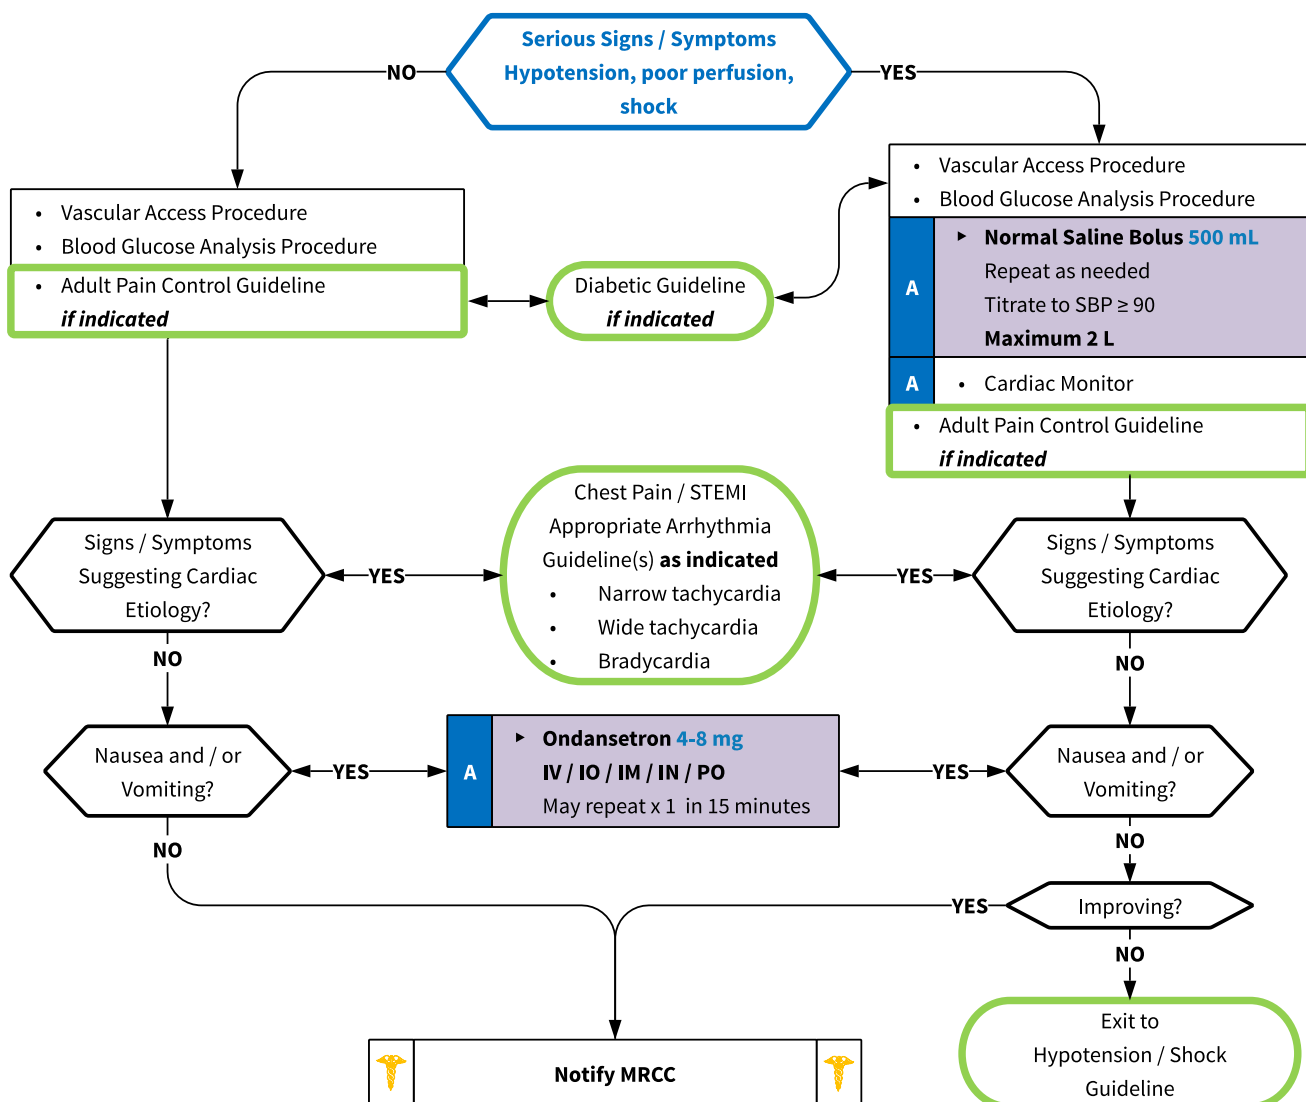 Serious Signs / Symptoms
Hypotension, poor perfusion,
shock
NO
YES
• Vascular Access Procedure
• Blood Glucose Analysis Procedure
• Adult Pain Control Guideline
if indicated
Diabetic Guideline
if indicated
• Vascular Access Procedure
• Blood Glucose Analysis Procedure
A
▸ Normal Saline Bolus 500 mL
Repeat as needed
Titrate to SBP ≥ 90
Maximum 2 L
A
• Cardiac Monitor
• Adult Pain Control Guideline
if indicated
Signs / Symptoms
Suggesting Cardiac
Etiology?
YES
Chest Pain / STEMI
Appropriate Arrhythmia
Guideline(s) as indicated
• Narrow tachycardia
• Wide tachycardia
• Bradycardia
YES
Signs / Symptoms
Suggesting Cardiac
Etiology?
NO
NO
Nausea and / or
Vomiting?
YES
A
▸ Ondansetron 4-8 mg
IV / IO / IM / IN / PO
May repeat x 1 in 15 minutes
YES
Nausea and / or
Vomiting?
NO
NO
YES
Improving?
NO
Notify MRCC
Exit to
Hypotension / Shock
Guideline